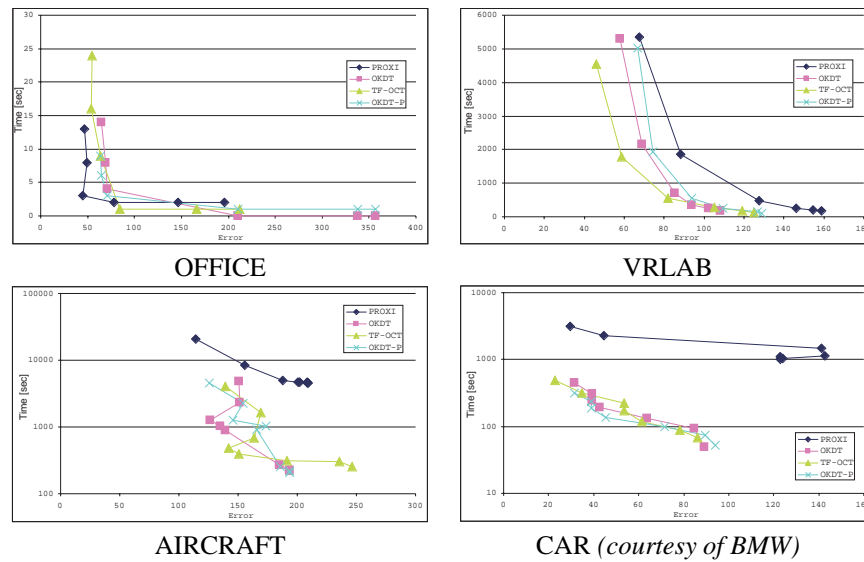 30
25
20
15
10
5
0
Time [sec]
0 50 100 150 200 250 300 350 400
Error
PROXI
OKDT
TF-OCT
OKDT-P
OFFICE
6000
5000
4000
3000
2000
1000
0
Time [sec]
0 20 40 60 80 100 120 140 160
Error
PROXI
OKDT
TF-OCT
OKDT-P
VRLAB
100000
10000
1000
100
Time [sec]
0 50 100 150 200 250 300
Error
PROXI
OKDT
TF-OCT
OKDT-P
AIRCRAFT
10000
1000
100
10
Time [sec]
0 20 40 60 80 100 120 140
Error
PROXI
OKDT
TF-OCT
OKDT-P
CAR (courtesy of BMW)